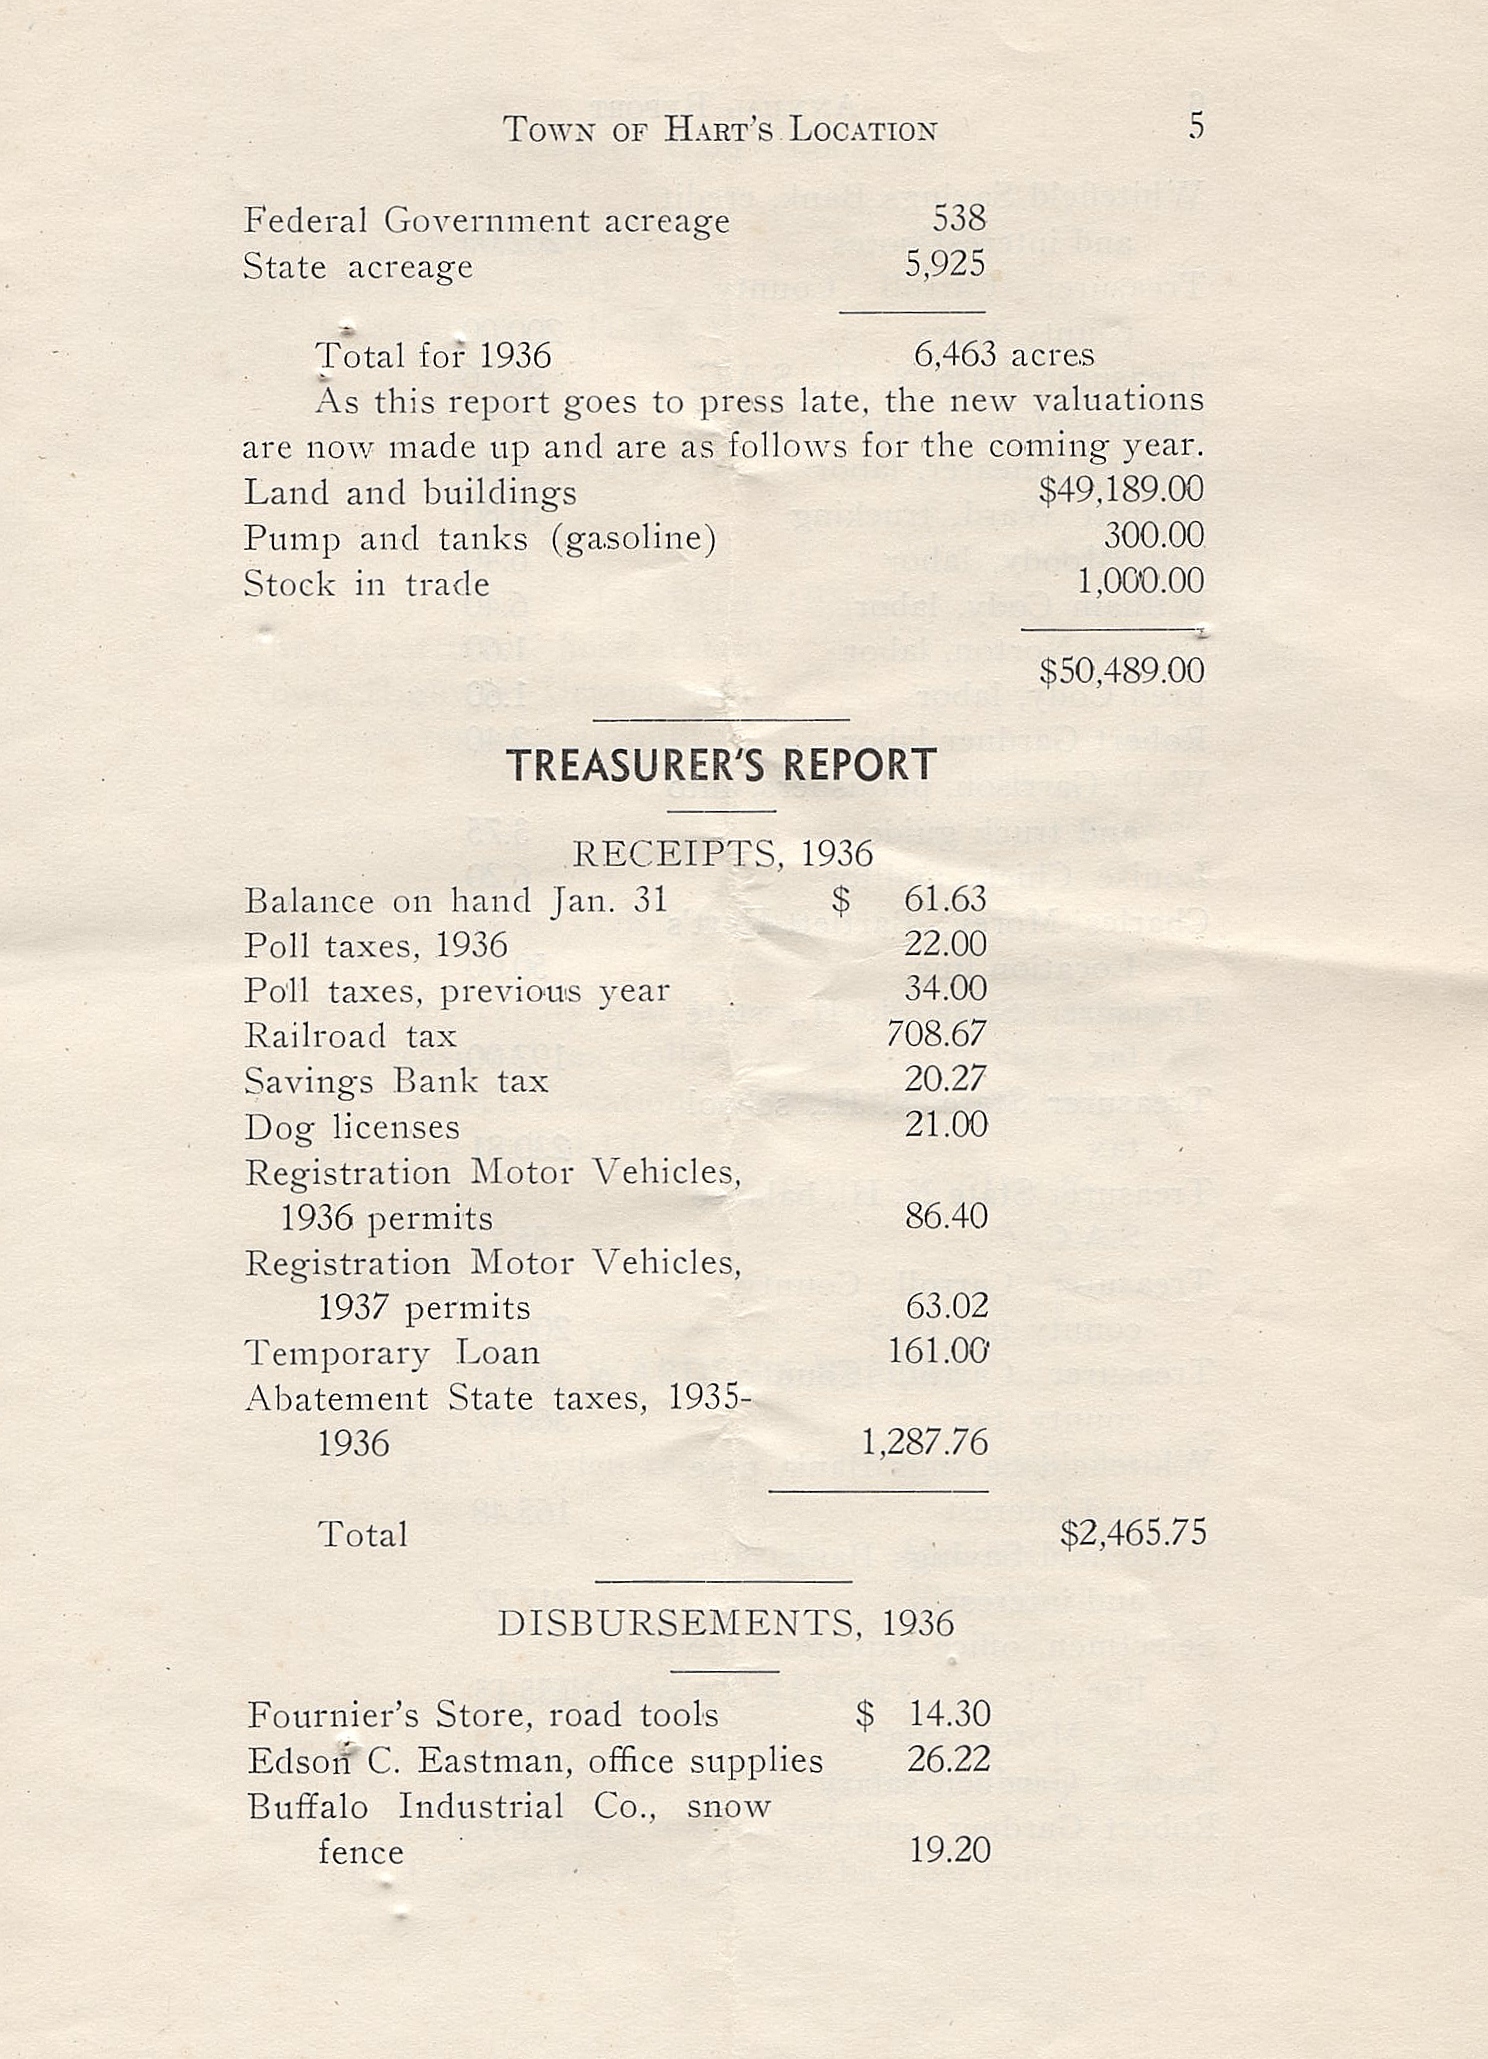 Town of Hart's Location 5
Federal Government acreage 538
State acreage 5,925
Total for 1936 6,463 acres
As this report goes to press late, the new valuations
are now made up and are as follows for the coming year.
Land and buildings $49,189.00
Pump and tanks (gasoline) 300.00
Stock in trade 1,000.00
$50,489.00
TREASURER'S REPORT
RECEIPTS, 1936
Balance on hand Jan. 31 $ 61.63
Poll taxes, 1936 22.00
Poll taxes, previous year 34.00
Railroad tax 708.67
Savings Bank tax 20.27
Dog licenses 21.00
Registration Motor Vehicles,
1936 permits 86.40
Registration Motor Vehicles,
1937 permits 63.02
Temporary Loan 161.00
Abatement State taxes, 1935-
1936 1,287.76
Total $2,465.75
DISBURSEMENTS, 1936
Fournier's Store, road tools $ 14.30
Edson C. Eastman, office supplies 26.22
Buffalo Industrial Co., snow
fence 19.20